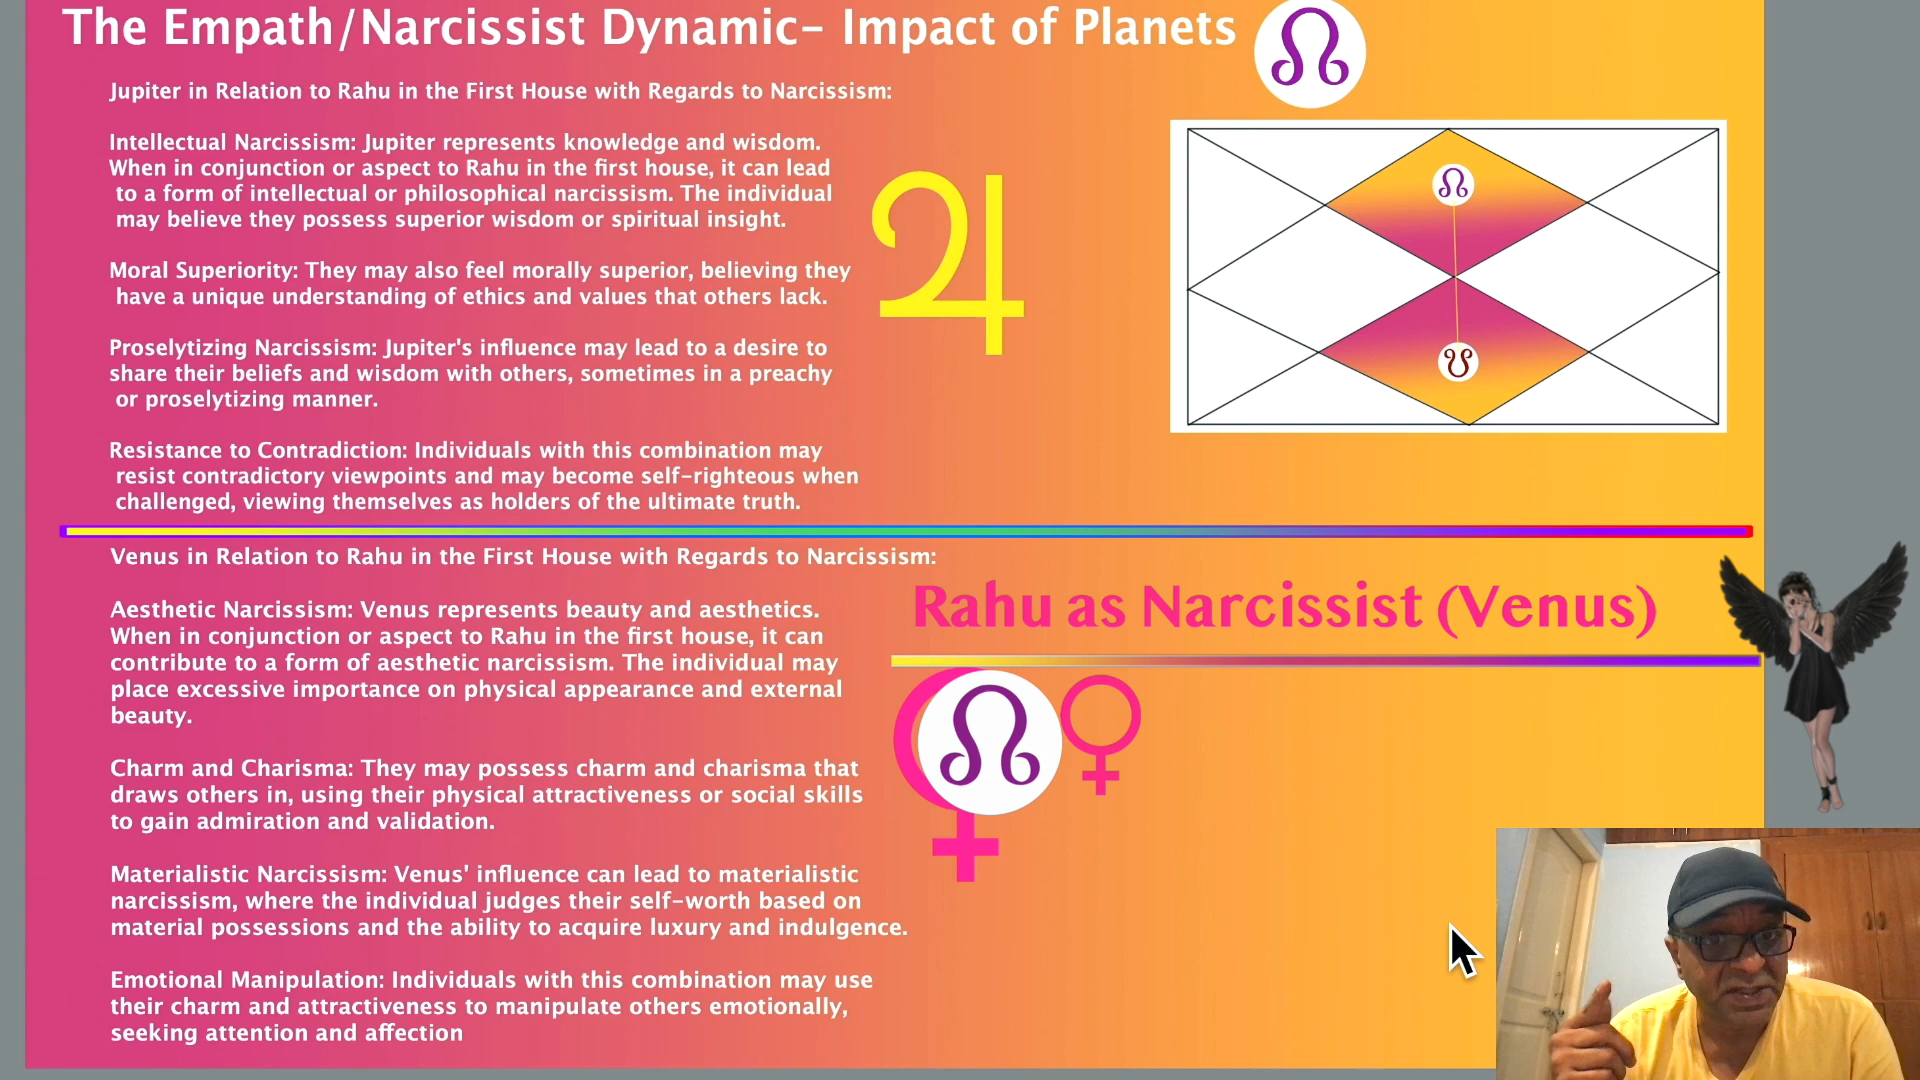 The Empath/Narcissist Dynamic- Impact of Planets
Jupiter in Relation to Rahu in the First House with Regards to Narcissism:
Intellectual Narcissism: Jupiter represents knowledge and wisdom.
When in conjunction or aspect to Rahu in the first house, it can lead
to a form of intellectual or philosophical narcissism. The individual
may believe they possess superior wisdom or spiritual insight.
Moral Superiority: They may also feel morally superior, believing they
have a unique understanding of ethics and values that others lack.
Proselytizing Narcissism: Jupiter's influence may lead to a desire to
share their beliefs and wisdom with others, sometimes in a preachy
or proselytizing manner.
Resistance to Contradiction: Individuals with this combination may
resist contradictory viewpoints and may become self-righteous when
challenged, viewing themselves as holders of the ultimate truth.
Venus in Relation to Rahu in the First House with Regards to Narcissism:
Aesthetic Narcissism: Venus represents beauty and aesthetics.
When in conjunction or aspect to Rahu in the first house, it can
contribute to a form of aesthetic narcissism. The individual may
place excessive importance on physical appearance and external
beauty.
Charm and Charisma: They may possess charm and charisma that
draws others in, using their physical attractiveness or social skills
to gain admiration and validation.
Materialistic Narcissism: Venus' influence can lead to materialistic
narcissism, where the individual judges their self-worth based on
material possessions and the ability to acquire luxury and indulgence.
Emotional Manipulation: Individuals with this combination may use
their charm and attractiveness to manipulate others emotionally,
seeking attention and affection
Rahu as Narcissist (Venus)